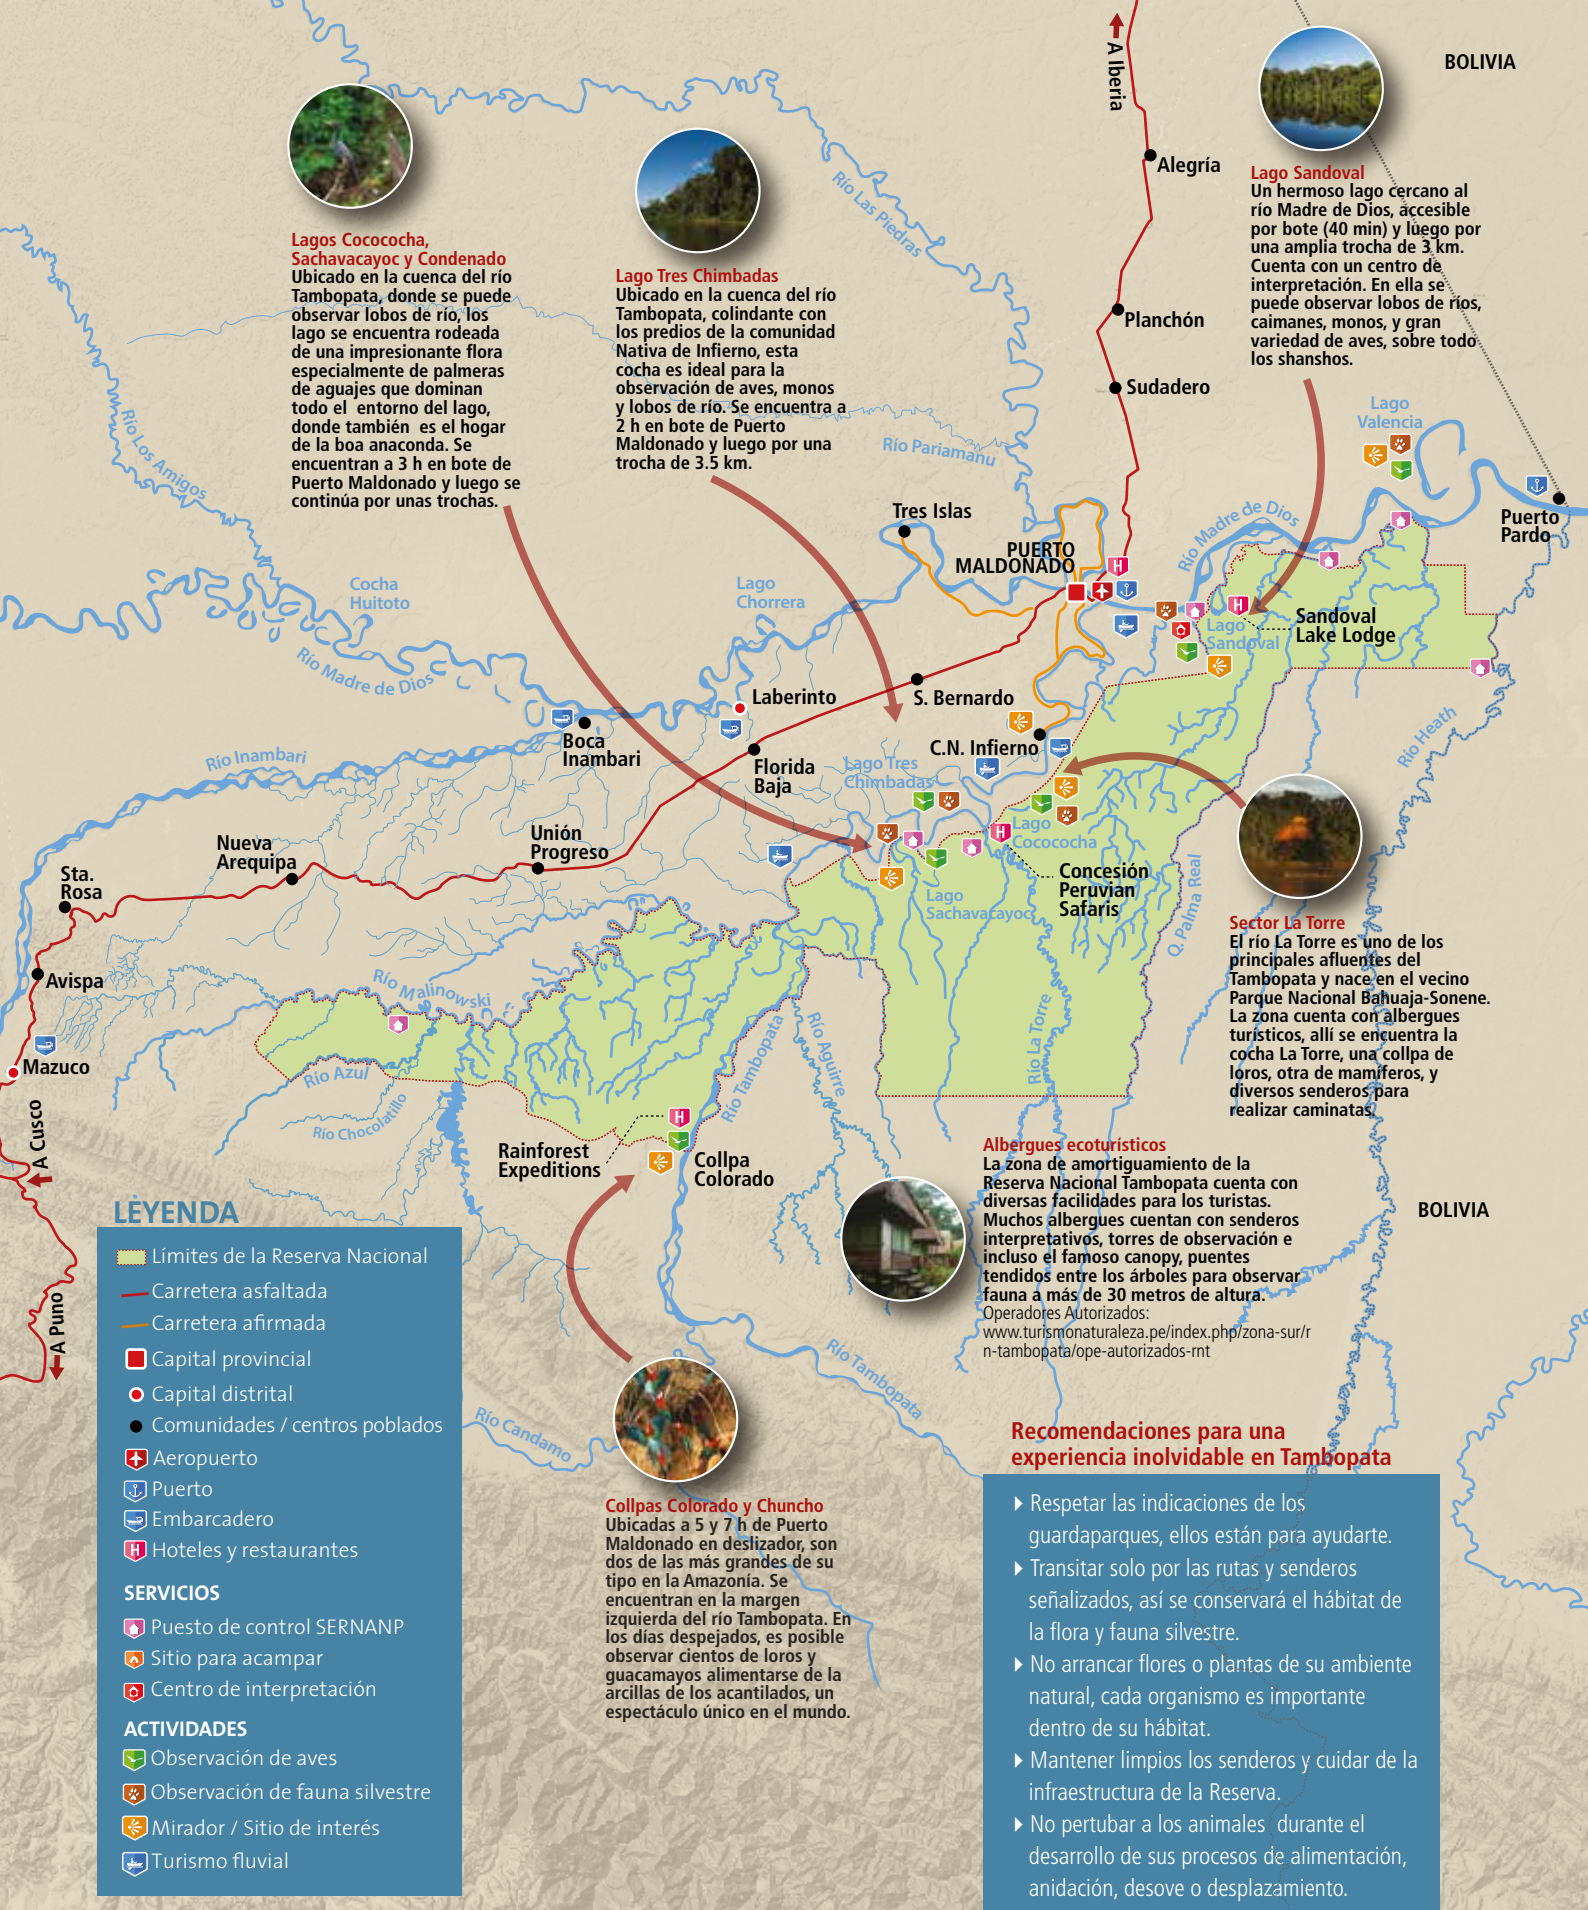 A Iberia
BOLIVIA
Alegría
Planchón
Sudadero
Río Las Piedras
Lagos Cocococha,
Sachavacayoc y Condenado
Ubicado en la cuenca del río
Tambopata, donde se puede
observar lobos de río, los
lago se encuentra rodeada
de una impresionante flora
especialmente de palmeras
de aguajes que dominan
todo el entorno del lago,
donde también es el hogar
de la boa anaconda. Se
encuentran a 3 h en bote de
Puerto Maldonado y luego se
continúa por unas trochas.
Lago Tres Chimbadas
Ubicado en la cuenca del río
Tambopata, colindante con
los predios de la comunidad
Nativa de Infierno, esta
cocha es ideal para la
observación de aves, monos
y lobos de río. Se encuentra a
2 h en bote de Puerto
Maldonado y luego por una
trocha de 3.5 km.
Lago Sandoval
Un hermoso lago cercano al
río Madre de Dios, accesible
por bote (40 min) y luego por
una amplia trocha de 3 km.
Cuenta con un centro de
interpretación. En ella se
puede observar lobos de ríos,
caimanes, monos, y gran
variedad de aves, sobre todo
los shanshos.
Río Los Amigos
Río Pariamanu
Lago
Valencia
Tres Islas
PUERTO
MALDONADO
Río Madre de Dios
Puerto
Pardo
Cocha
Huitoto
Lago
Chorrera
Lago
Sandoval
Sandoval
Lake Lodge
Río Madre de Dios
Laberinto
S. Bernardo
Boca
Inambari
Río Inambari
Florida
Baja
C.N. Infierno
Lago Tres
Chimbadas
Río Heath
Nueva
Arequipa
Unión
Progreso
Lago
Cocococha
Sta.
Rosa
Concesión
Peruvian
Safaris
Lago
Sachavacayoc
Q. Palma Real
Sector La Torre
El río La Torre es uno de los
principales afluentes del
Tambopata y nace en el vecino
Parque Nacional Bahuaja-Sonene.
La zona cuenta con albergues
turísticos, allí se encuentra la
cocha La Torre, una collpa de
loros, otra de mamíferos, y
diversos senderos para
realizar caminatas.
Avispa
Río Malinowski
Mazuco
Río Azul
Río Chocolatillo
Río Tambopata
Río Aguirre
Río La Torre
A Cusco
Rainforest
Expeditions
Collpa
Colorado
Albergues ecoturísticos
La zona de amortiguamiento de la
Reserva Nacional Tambopata cuenta con
diversas facilidades para los turistas.
Muchos albergues cuentan con senderos
interpretativos, torres de observación e
incluso el famoso canopy, puentes
tendidos entre los árboles para observar
fauna a más de 30 metros de altura.
Operadores Autorizados:
www.turismonaturaleza.pe/index.php/zona-sur/r
n-tambopata/ope-autorizados-rnt
BOLIVIA
A Puno
LEYENDA
Límites de la Reserva Nacional
Carretera asfaltada
Carretera afirmada
Capital provincial
Capital distrital
Comunidades / centros poblados
Aeropuerto
Puerto
Embarcadero
H Hoteles y restaurantes
SERVICIOS
Puesto de control SERNANP
Sitio para acampar
Centro de interpretación
ACTIVIDADES
Observación de aves
Observación de fauna silvestre
Mirador / Sitio de interés
Turismo fluvial
Río Tambopata
Río Candamo
Collpas Colorado y Chuncho
Ubicadas a 5 y 7 h de Puerto
Maldonado en deslizador, son
dos de las más grandes de su
tipo en la Amazonía. Se
encuentran en la margen
izquierda del río Tambopata. En
los días despejados, es posible
observar cientos de loros y
guacamayos alimentarse de la
arcillas de los acantilados, un
espectáculo único en el mundo.
Recomendaciones para una
experiencia inolvidable en Tambopata
Respetar las indicaciones de los
guardaparques, ellos están para ayudarte.
Transitar solo por las rutas y senderos
señalizados, así se conservará el hábitat de
la flora y fauna silvestre.
No arrancar flores o plantas de su ambiente
natural, cada organismo es importante
dentro de su hábitat.
Mantener limpios los senderos y cuidar de la
infraestructura de la Reserva.
No pertubar a los animales durante el
desarrollo de sus procesos de alimentación,
anidación, desove o desplazamiento.